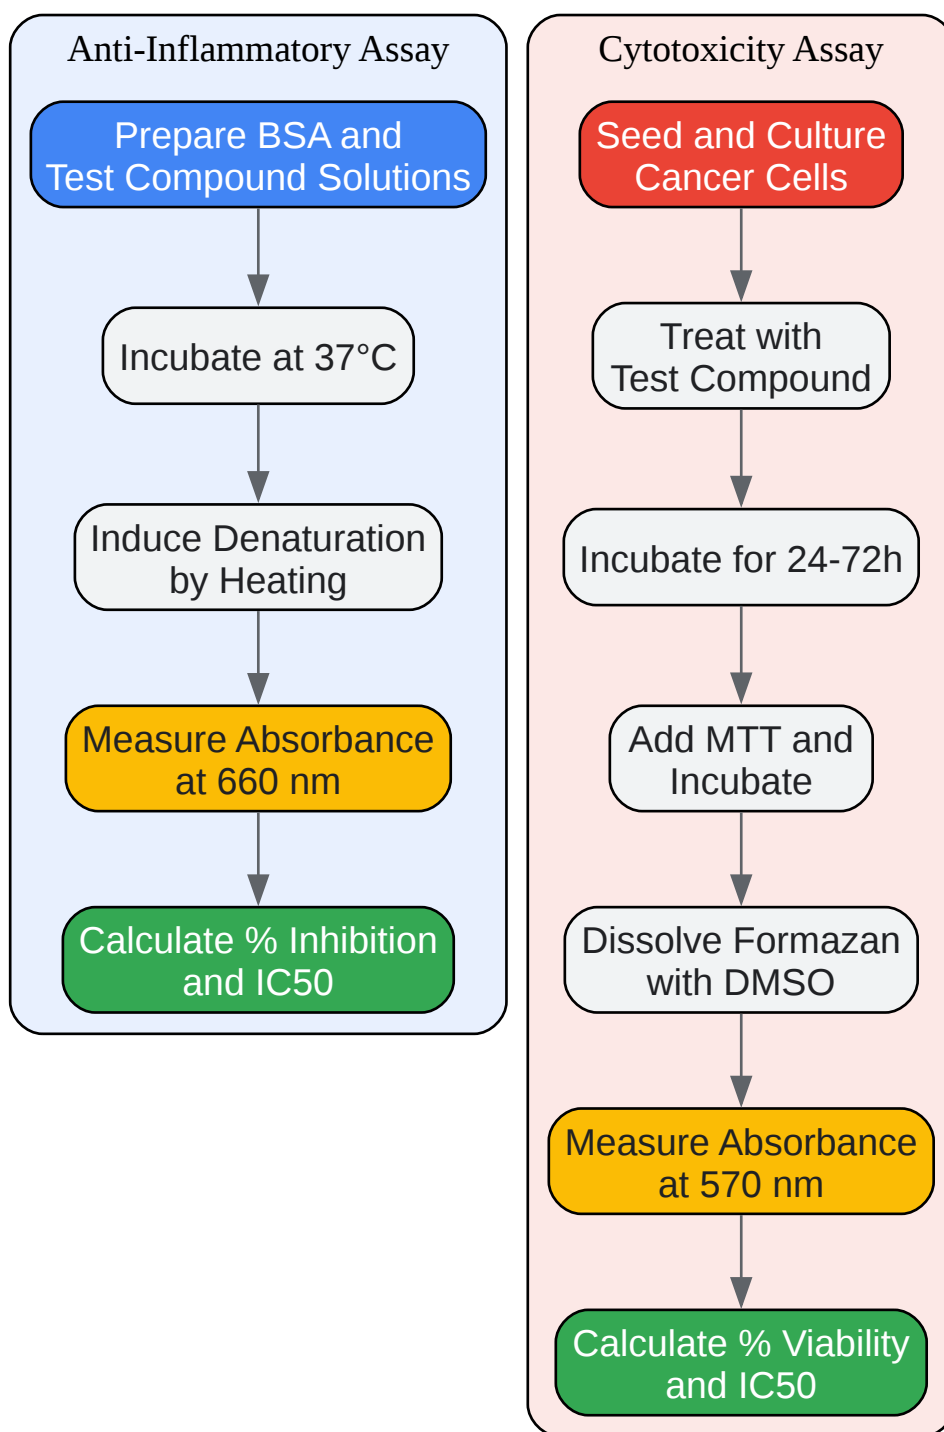 Anti-Inflammatory Assay
Prepare BSA and
Test Compound Solutions
Incubate at 37°C
Induce Denaturation
by Heating
Measure Absorbance
at 660 nm
Calculate % Inhibition
and IC50
Cytotoxicity Assay
Seed and Culture
Cancer Cells
Treat with
Test Compound
Incubate for 24-72h
Add MTT and
Incubate
Dissolve Formazan
with DMSO
Measure Absorbance
at 570 nm
Calculate % Viability
and IC50